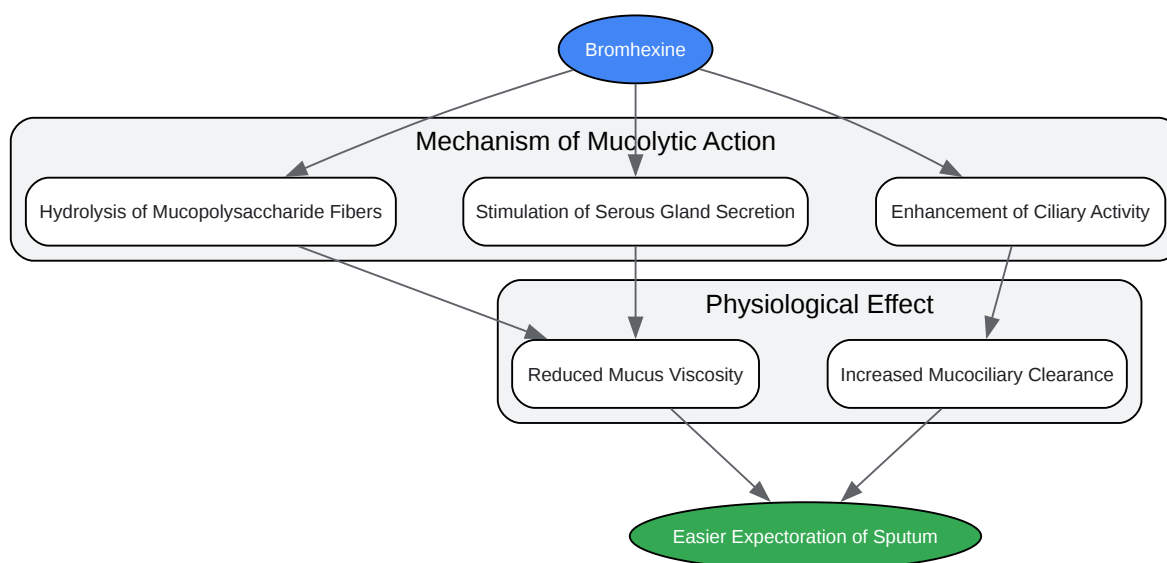 Bromhexine
Mechanism of Mucolytic Action
Hydrolysis of Mucopolysaccharide Fibers
Stimulation of Serous Gland Secretion
Enhancement of Ciliary Activity
Physiological Effect
Reduced Mucus Viscosity
Increased Mucociliary Clearance
Easier Expectoration of Sputum